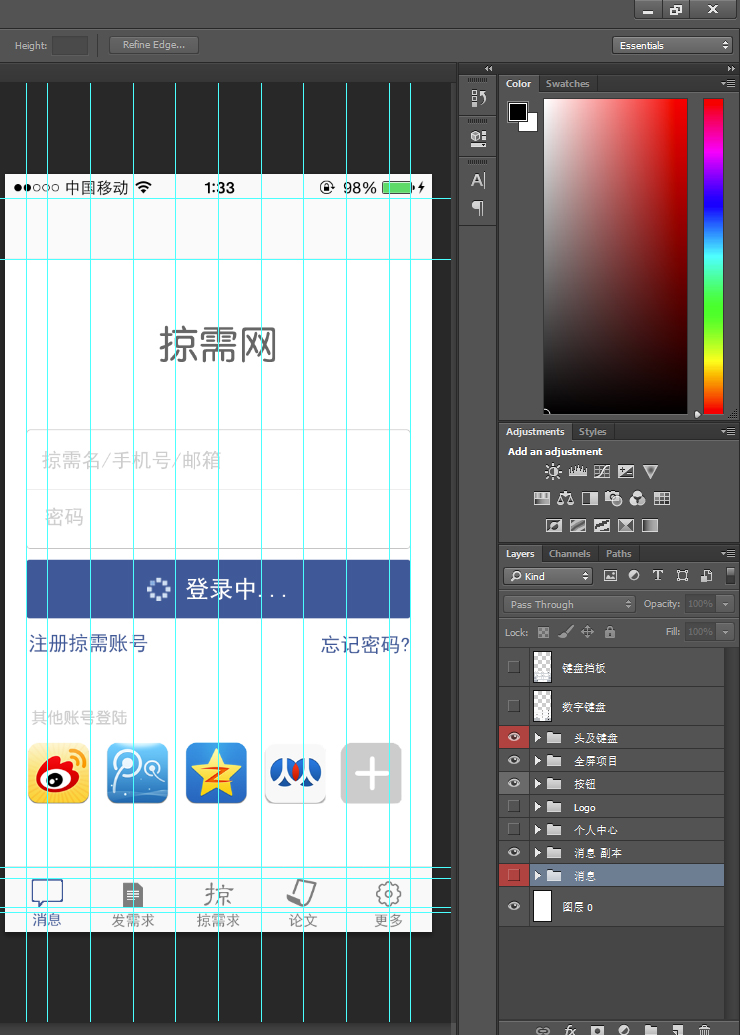 Height:
Refine Edge...
Essentials
Color
Swatches
中国移动
1:33
98%
掠需网
掠需名/手机号/邮箱
密码
登录中...
注册掠需账号
忘记密码?
其他账号登陆
消息
发需求
掠
掠需求
论文
更多
Adjustments
Styles
Add an adjustment
Layers
Channels
Paths
Kind
Pass Through
Opacity:
100%
Lock:
Fill:
100%
键盘挡板
数字键盘
头及键盘
全屏项目
按钮
Logo
个人中心
消息 副本
消息
图层 0
fx